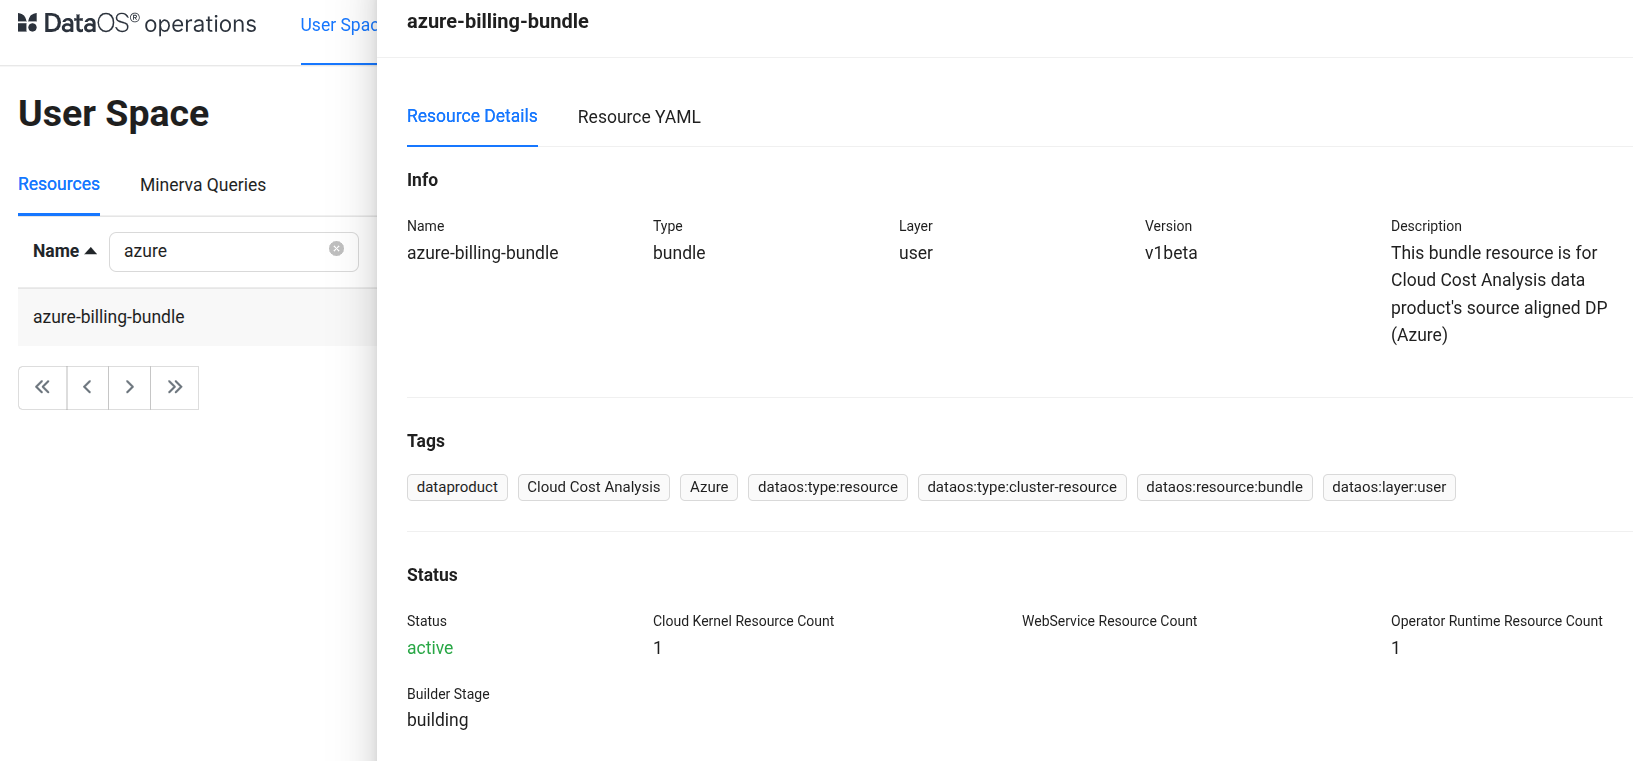 DataOS® operations
User Spac
User Space
Resources
Minerva Queries
Name
azure
azure-billing-bundle
azure-billing-bundle
Resource Details
Resource YAML
Info
Name
azure-billing-bundle
Type
bundle
Layer
user
Version
v1beta
Description
This bundle resource is for
Cloud Cost Analysis data
product's source aligned DP
(Azure)
Tags
dataproduct
Cloud Cost Analysis
Azure
dataos:type:resource
dataos:type:cluster-resource
dataos:resource:bundle
dataos:layer:user
Status
Status
active
Cloud Kernel Resource Count
1
WebService Resource Count
Operator Runtime Resource Count
1
Builder Stage
building